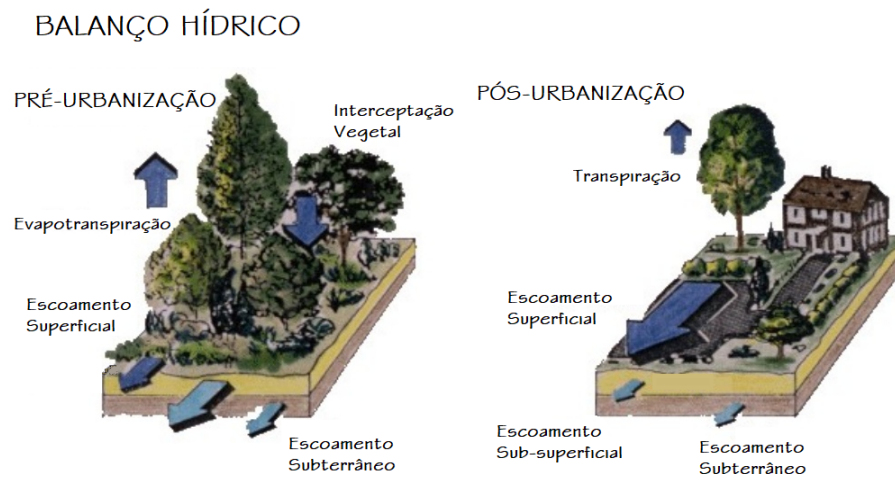 BALANÇO HÍDRICO
PRÉ-URBANIZAÇÃO
Interceptação
Vegetal
Evapotranspiração
Escoamento
Superficial
Escoamento
Subterrâneo
PÓS-URBANIZAÇÃO
Transpiração
Escoamento
Superficial
Escoamento
Sub-superficial
Escoamento
Subterrâneo